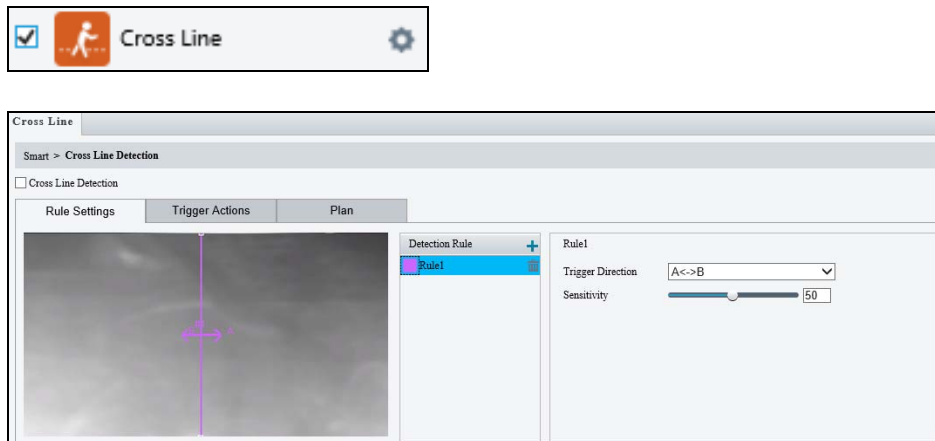 Cross Line
Cross Line
Smart > Cross Line Detection
Cross Line Detection
Rule Settings Trigger Actions Plan
Detection Rule + Rule1
Rule1
Trigger Direction A<->B
Sensitivity 50